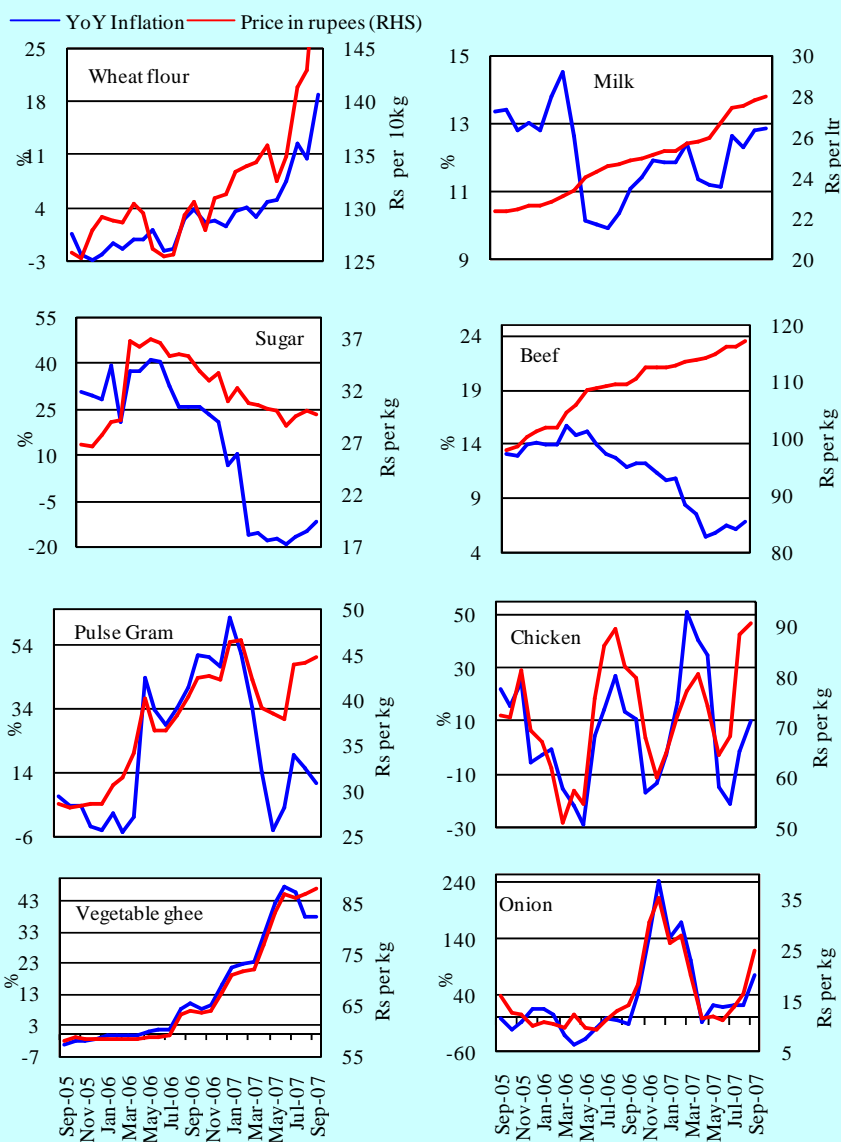 YoY Inflation Price in rupees (RHS)
Wheat flour
25
18
11
4
-3
%
145
140
135
130
125
Rs per 10kg
Milk
15
13
11
9
%
30
28
26
24
22
20
Rs per ltr
Sugar
55
40
25
10
-5
-20
%
37
32
27
22
17
Rs per kg
Beef
24
19
14
9
4
%
120
110
100
90
80
Rs per kg
Pulse Gram
54
34
14
-6
%
50
45
40
35
30
25
Rs per kg
Chicken
50
30
10
-10
-30
%
90
80
70
60
50
Rs per kg
Vegetable ghee
43
33
23
13
3
-7
%
85
75
65
55
Rs per kg
Sep-05
Nov-05
Jan-06
Mar-06
May-06
Jul-06
Sep-06
Nov-06
Jan-07
Mar-07
May-07
Jul-07
Sep-07
Onion
240
140
40
-60
%
35
25
15
5
Rs per kg
Sep-05
Nov-05
Jan-06
Mar-06
May-06
Jul-06
Sep-06
Nov-06
Jan-07
Mar-07
May-07
Jul-07
Sep-07